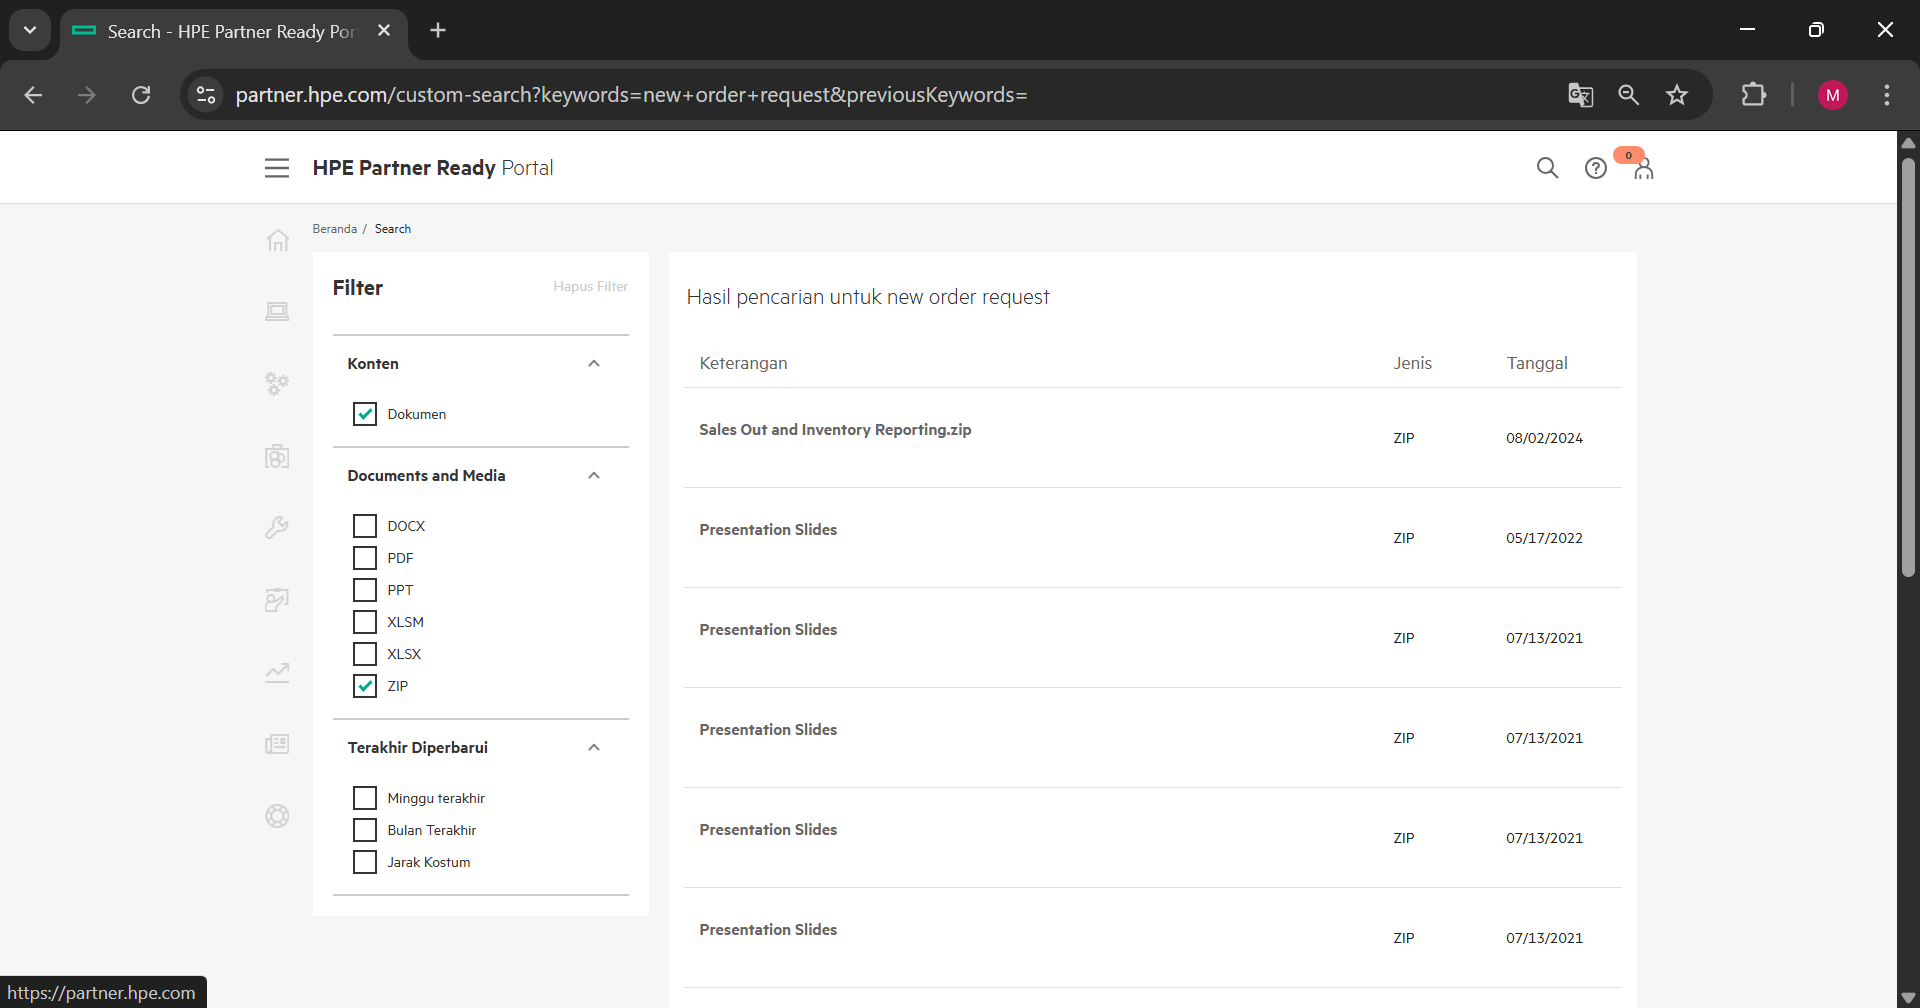 Search - HPE Partner Ready Por
partner.hpe.com/custom-search?keywords=new+order+request&previousKeywords=
M
HPE Partner Ready Portal
0
Beranda / Search
Filter
Hapus Filter
Konten
Dokumen
Documents and Media
DOCX
PDF
PPT
XLSM
XLSX
ZIP
Terakhir Diperbarui
Minggu terakhir
Bulan Terakhir
Jarak Kostum
Hasil pencarian untuk new order request
Keterangan Jenis Tanggal
Sales Out and Inventory Reporting.zip ZIP 08/02/2024
Presentation Slides ZIP 05/17/2022
Presentation Slides ZIP 07/13/2021
Presentation Slides ZIP 07/13/2021
Presentation Slides ZIP 07/13/2021
Presentation Slides ZIP 07/13/2021
https://partner.hpe.com